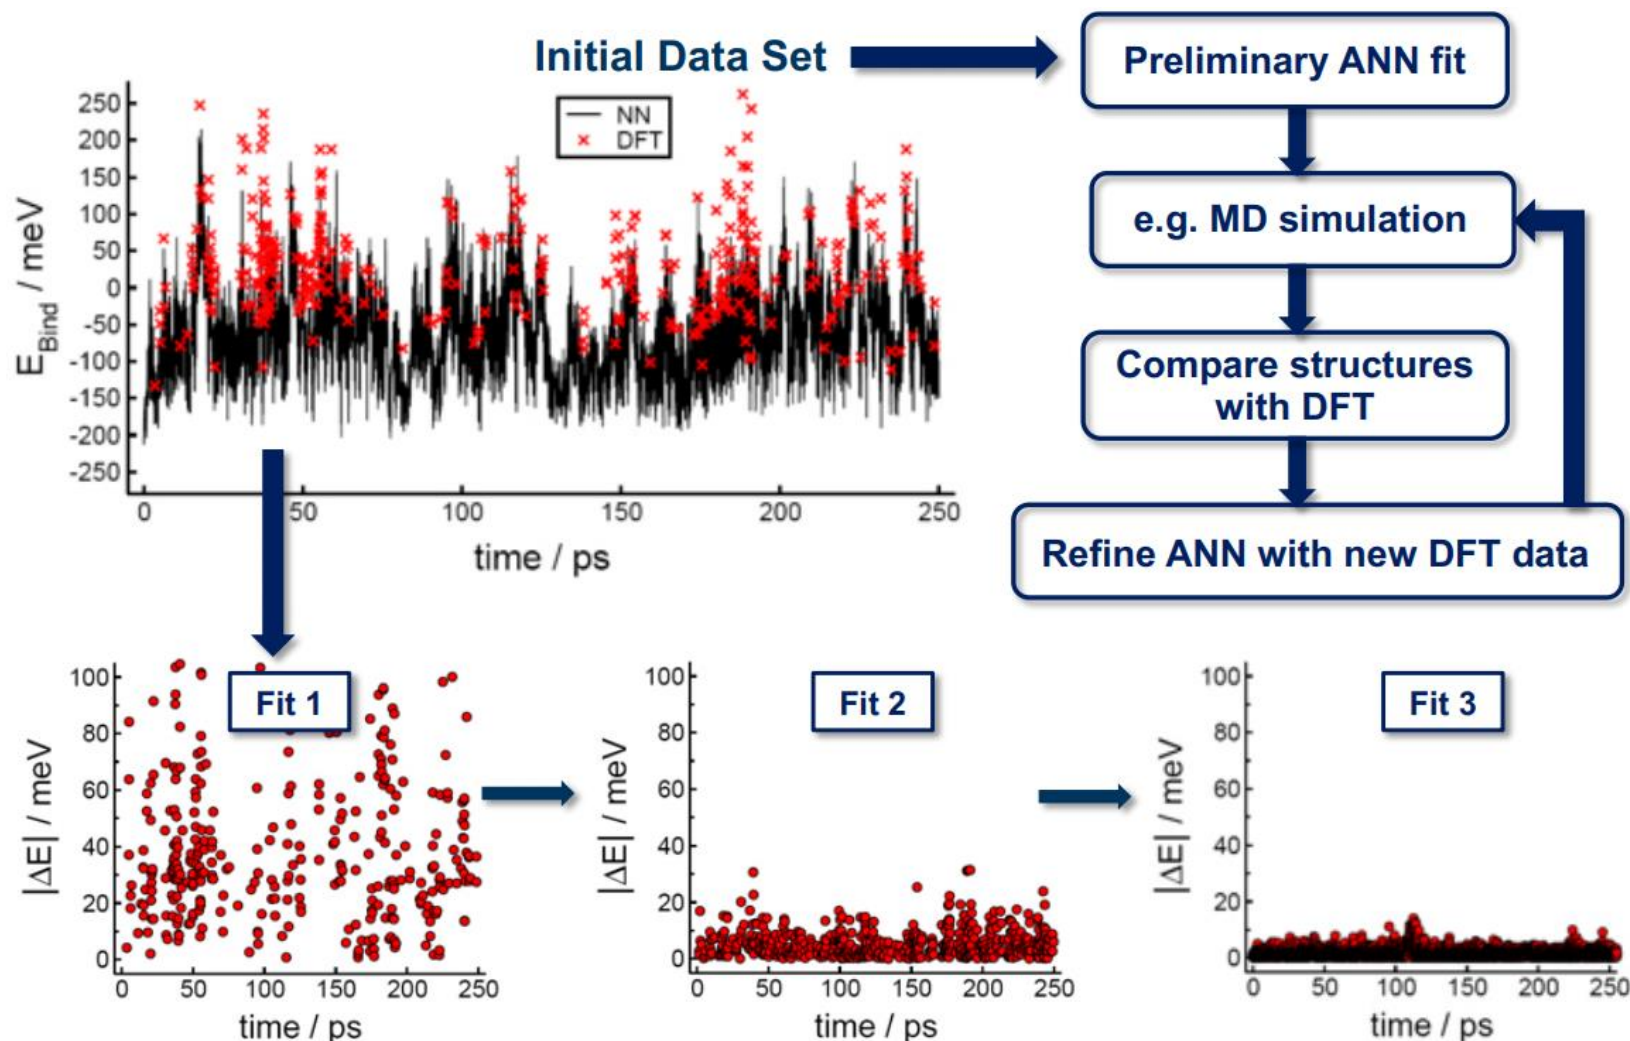 Initial Data Set
Preliminary ANN fit
e.g. MD simulation
Compare structures
with DFT
Refine ANN with new DFT data
NN
DFT
E_Bind / meV
250
200
150
100
50
0
-50
-100
-150
-200
-250
0 50 100 150 200 250
time / ps
Fit 1
|ΔE| / meV
100
80
60
40
20
0
0 50 100 150 200 250
time / ps
Fit 2
|ΔE| / meV
100
80
60
40
20
0
0 50 100 150 200 250
time / ps
Fit 3
|ΔE| / meV
100
80
60
40
20
0
0 50 100 150 200 250
time / ps